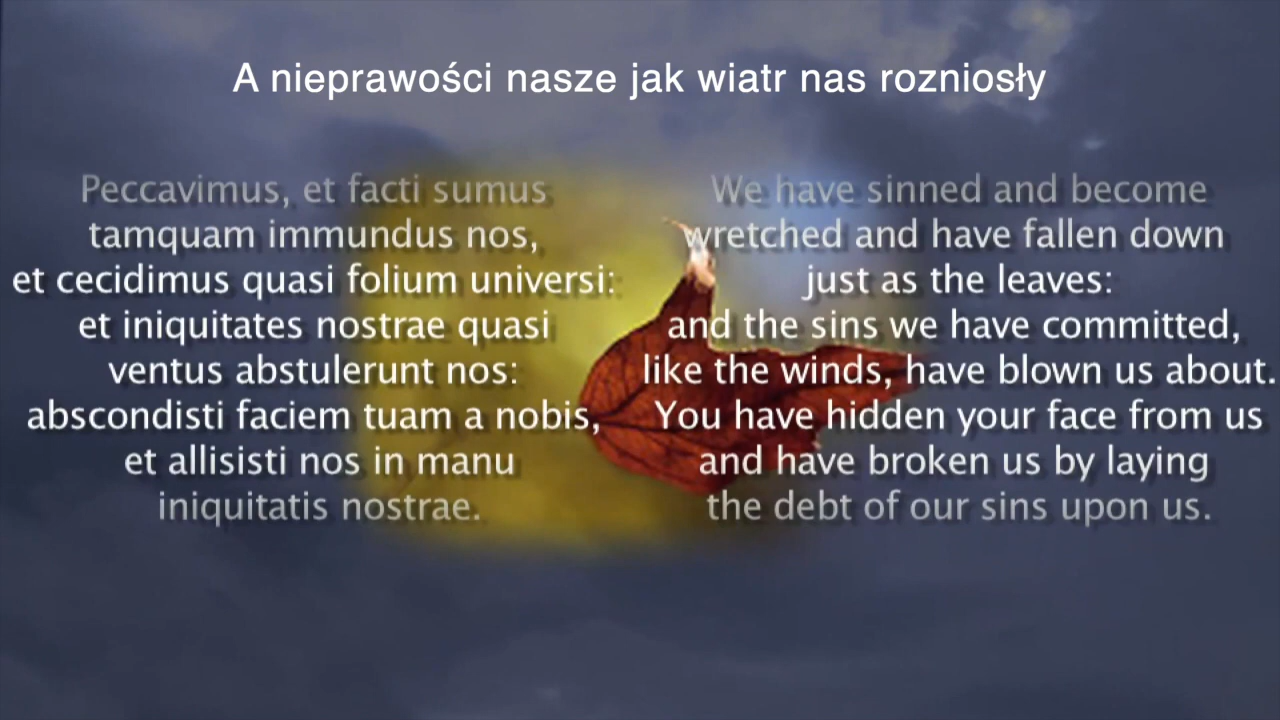 A nieprawości nasze jak wiatr nas rozniosły
Peccavimus, et facti sumus
tamquam immundus nos,
et cecidimus quasi folium universi:
et iniquitates nostrae quasi
ventus abstulerunt nos:
abscondisti faciem tuam a nobis,
et allisisti nos in manu
iniquitatis nostrae.
We have sinned and become
wretched and have fallen down
just as the leaves:
and the sins we have committed,
like the winds, have blown us about.
You have hidden your face from us
and have broken us by laying
the debt of our sins upon us.